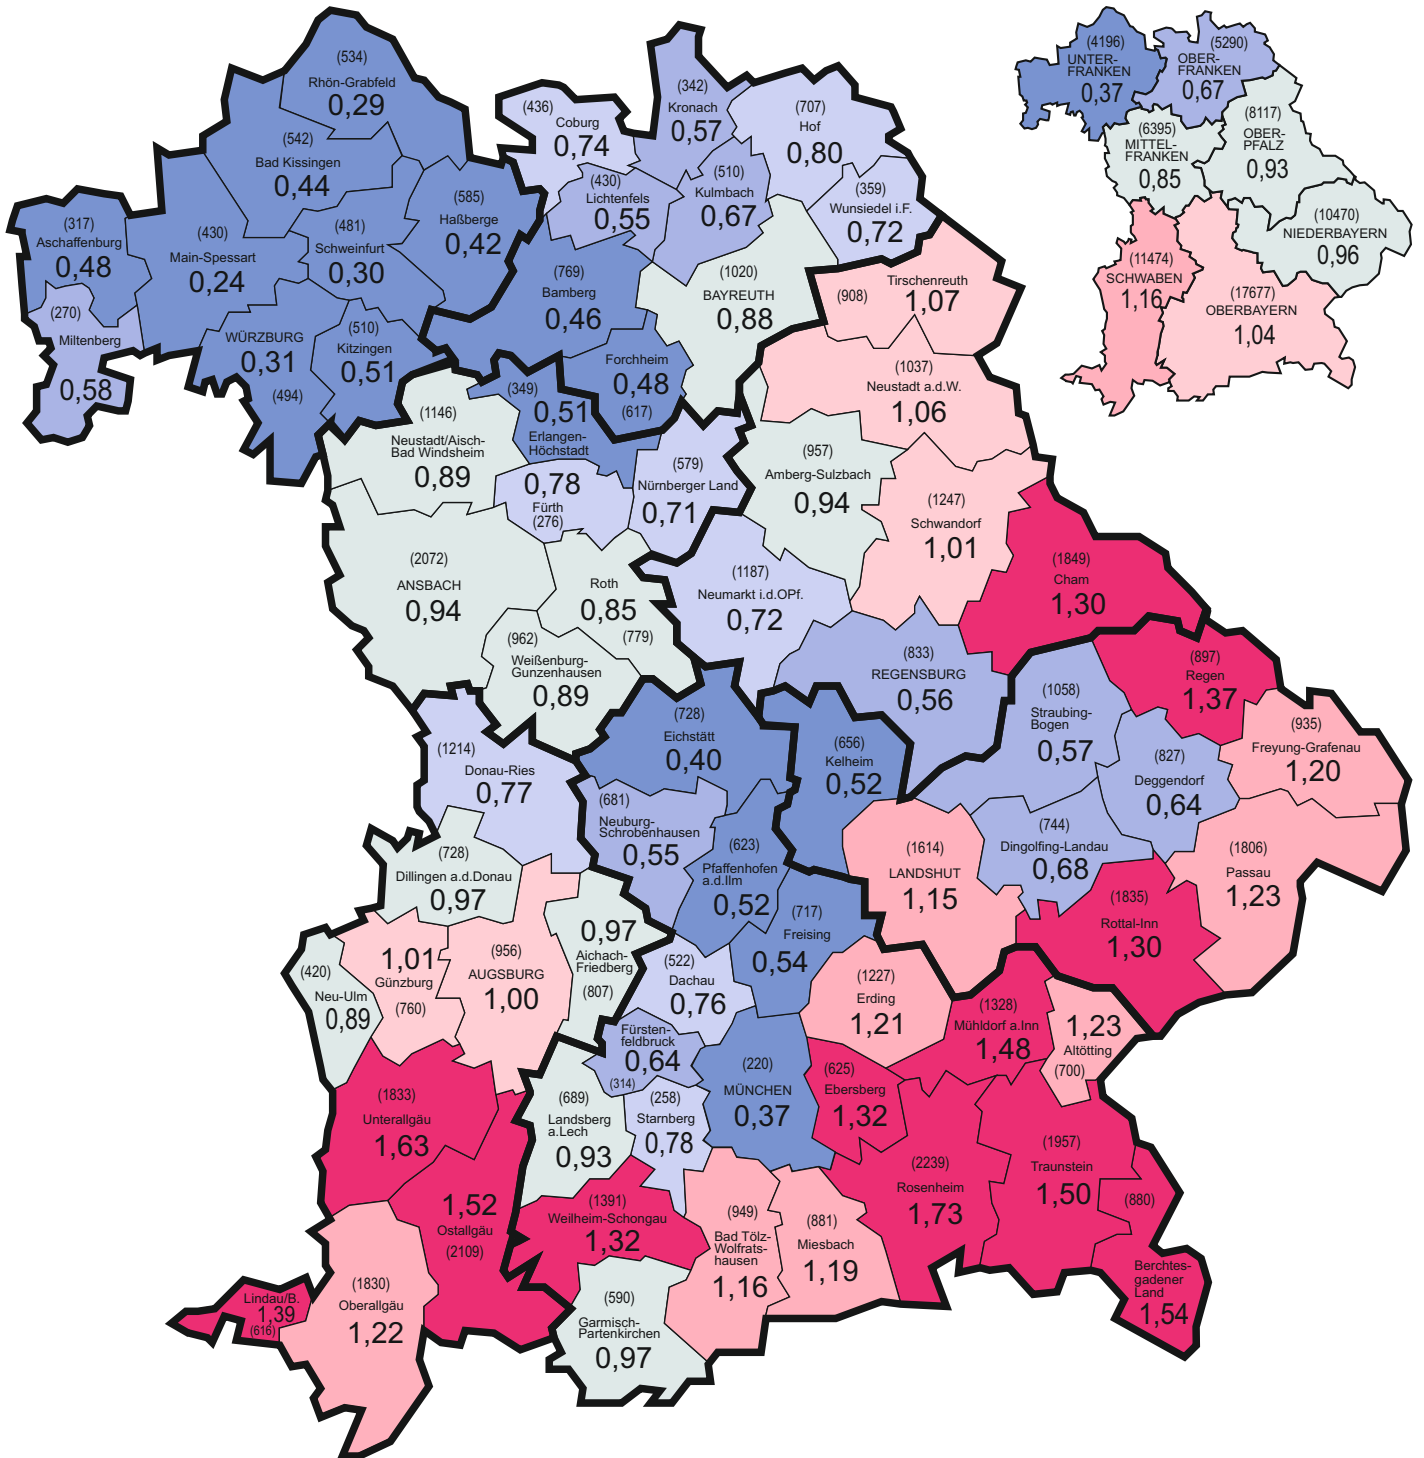 (534)
Rhön-Grabfeld
0,29
(542)
Bad Kissingen
0,44
(585)
Haßberge
0,42
(481)
Schweinfurt
0,30
(430)
Main-Spessart
0,24
(317)
Aschaffenburg
0,48
(270)
Miltenberg
0,58
WÜRZBURG
0,31
(494)
(510)
Kitzingen
0,51
(436)
Coburg
0,74
(342)
Kronach
0,57
(707)
Hof
0,80
(430)
Lichtenfels
0,55
(510)
Kulmbach
0,67
(359)
Wunsiedel i.F.
0,72
(769)
Bamberg
0,46
(1020)
BAYREUTH
0,88
Forchheim
0,48
(617)
(908)
Tirschenreuth
1,07
(1037)
Neustadt a.d.W.
1,06
(957)
Amberg-Sulzbach
0,94
(1247)
Schwandorf
1,01
(1849)
Cham
1,30
(1187)
Neumarkt i.d.OPf.
0,72
(833)
REGENSBURG
0,56
(1146)
Neustadt/Aisch-
Bad Windsheim
0,89
(349)
0,51
Erlangen-
Höchstadt
0,78
Fürth
(276)
(579)
Nürnberger Land
0,71
(2072)
ANSBACH
0,94
Roth
0,85
(779)
(962)
Weißenburg-
Gunzenhausen
0,89
(897)
Regen
1,37
(1058)
Straubing-
Bogen
0,57
(935)
Freyung-Grafenau
1,20
(827)
Deggendorf
0,64
(656)
Kelheim
0,52
(744)
Dingolfing-Landau
0,68
(1614)
LANDSHUT
1,15
(1806)
Passau
1,23
(1835)
Rottal-Inn
1,30
(1214)
Donau-Ries
0,77
(728)
Dillingen a.d.Donau
0,97
1,01
Günzburg
(760)
(956)
AUGSBURG
1,00
0,97
Aichach-
Friedberg
(807)
(420)
Neu-Ulm
0,89
(1833)
Unterallgäu
1,63
1,52
Ostallgäu
(2109)
(1830)
Oberallgäu
1,22
Lindau/B.
1,39
(616)
(728)
Eichstätt
0,40
(681)
Neuburg-
Schrobenhausen
0,55
(623)
Pfaffenhofen
a.d.Ilm
0,52
(717)
Freising
0,54
(522)
Dachau
0,76
(1227)
Erding
1,21
(1328)
Mühldorf a.Inn
1,48
1,23
Altötting
(700)
Fürsten-
feldbruck
0,64
(314)
(220)
MÜNCHEN
0,37
(625)
Ebersberg
1,32
(689)
Landsberg
a.Lech
0,93
(258)
Starnberg
0,78
(1391)
Weilheim-Schongau
1,32
(949)
Bad Tölz-
Wolfrats-
hausen
1,16
(881)
Miesbach
1,19
(2239)
Rosenheim
1,73
(1957)
Traunstein
1,50
(880)
Berchtes-
gadener
Land
1,54
(590)
Garmisch-
Partenkirchen
0,97
(4196)
UNTER-
FRANKEN
0,37
(5290)
OBER-
FRANKEN
0,67
(6395)
MITTEL-
FRANKEN
0,85
(8117)
OBER-
PFALZ
0,93
(10470)
NIEDERBAYERN
0,96
(11474)
SCHWABEN
1,16
(17677)
OBERBAYERN
1,04